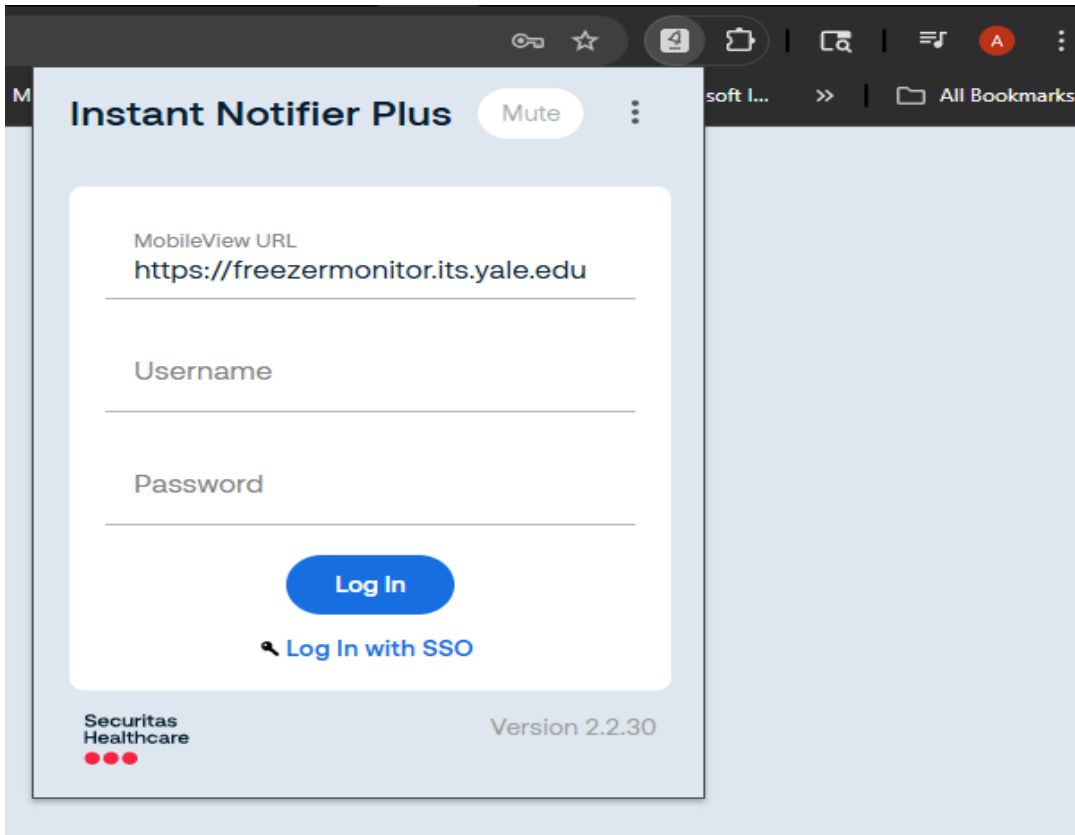 A
M
soft I...
»
All Bookmarks
Instant Notifier Plus
Mute
MobileView URL
https://freezermonitor.its.yale.edu
Username
Password
Log In
Log In with SSO
Securitas
Healthcare
Version 2.2.30